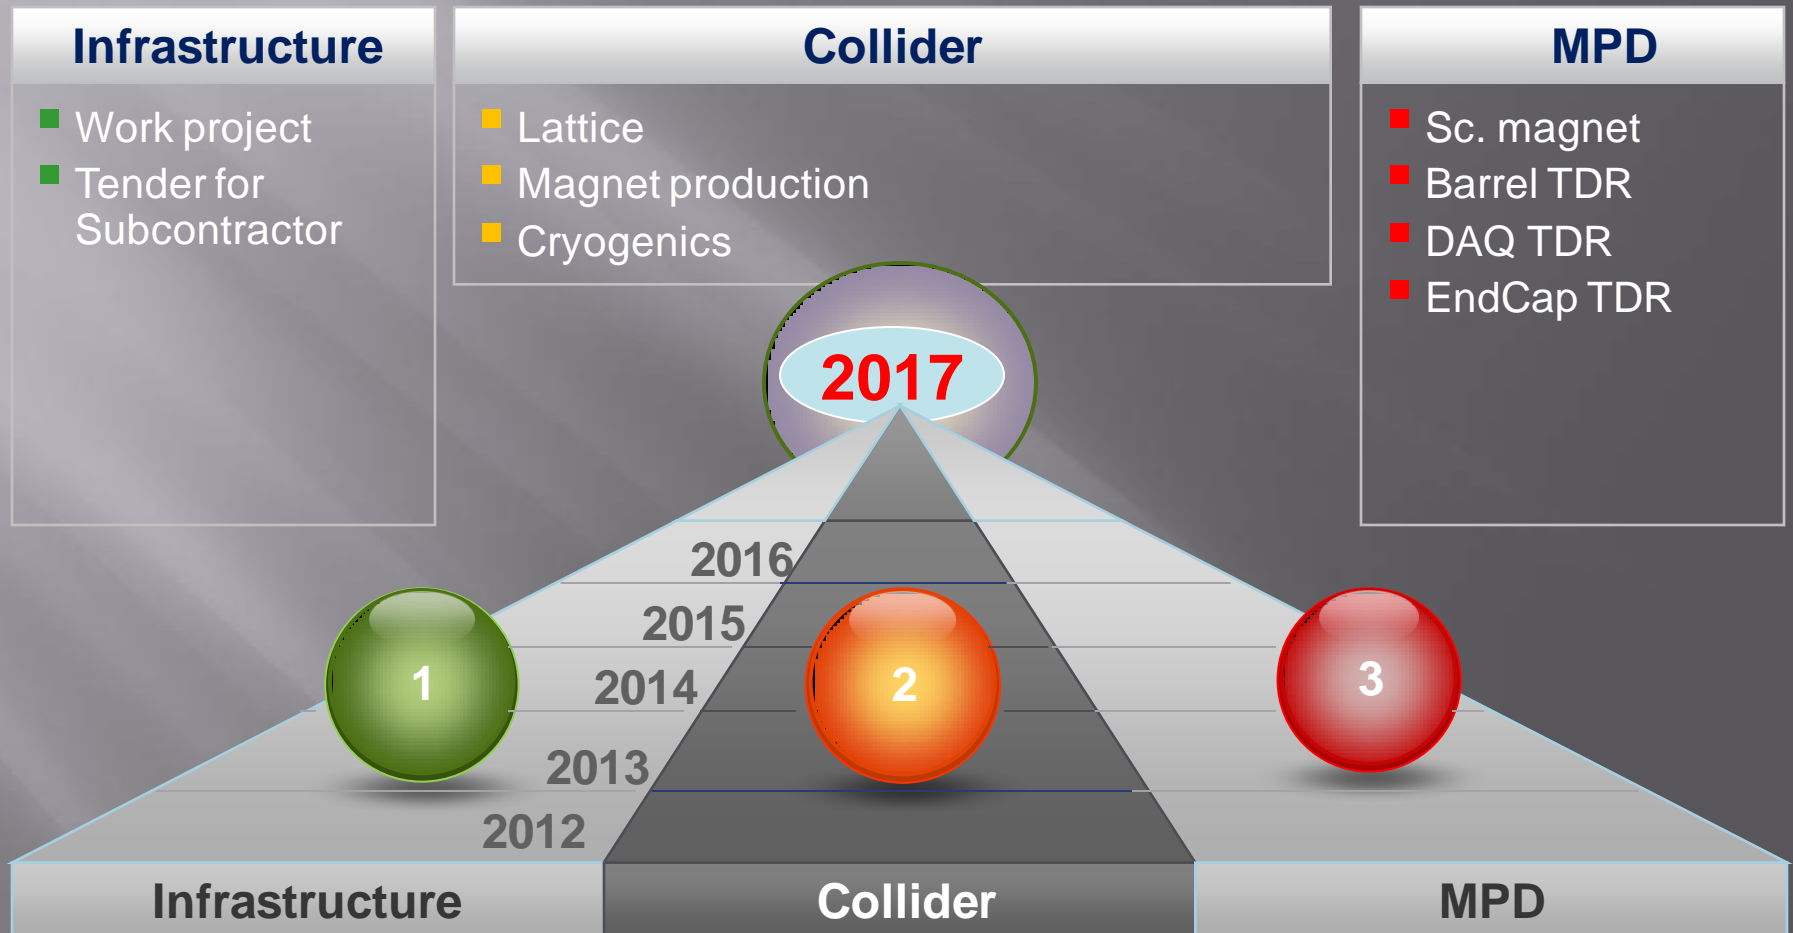 Infrastructure
Work project
Tender for
Subcontractor
Collider
Lattice
Magnet production
Cryogenics
MPD
Sc. magnet
Barrel TDR
DAQ TDR
EndCap TDR
2017
2016
2015
2014
2013
2012
1
2
3
Infrastructure
Collider
MPD